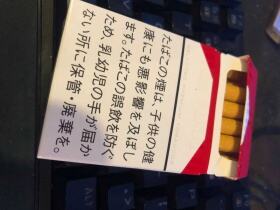 たばこの煙は、子供の健
康にも悪影響を及ぼし
ます。たばこの誤飲を防ぐ
ため、乳幼児の手が届か
ない所に保管・廃棄を。